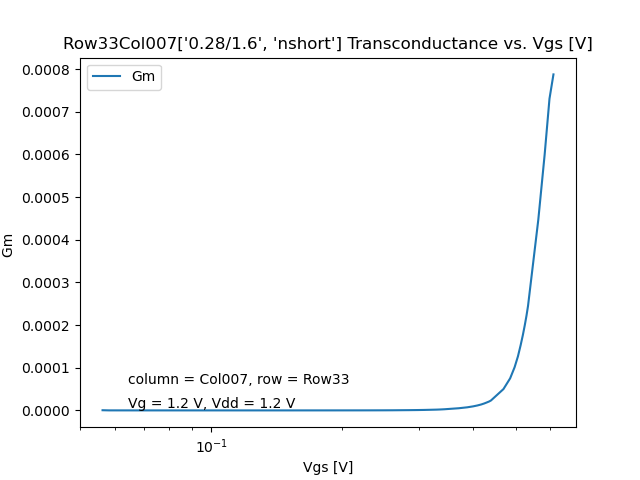 Row33Col007['0.28/1.6', 'nshort'] Transconductance vs. Vgs [V]
Gm
0.0008
0.0007
0.0006
0.0005
0.0004
0.0003
0.0002
0.0001
0.0000
Gm
column = Col007, row = Row33
Vg = 1.2 V, Vdd = 1.2 V
10⁻¹
Vgs [V]